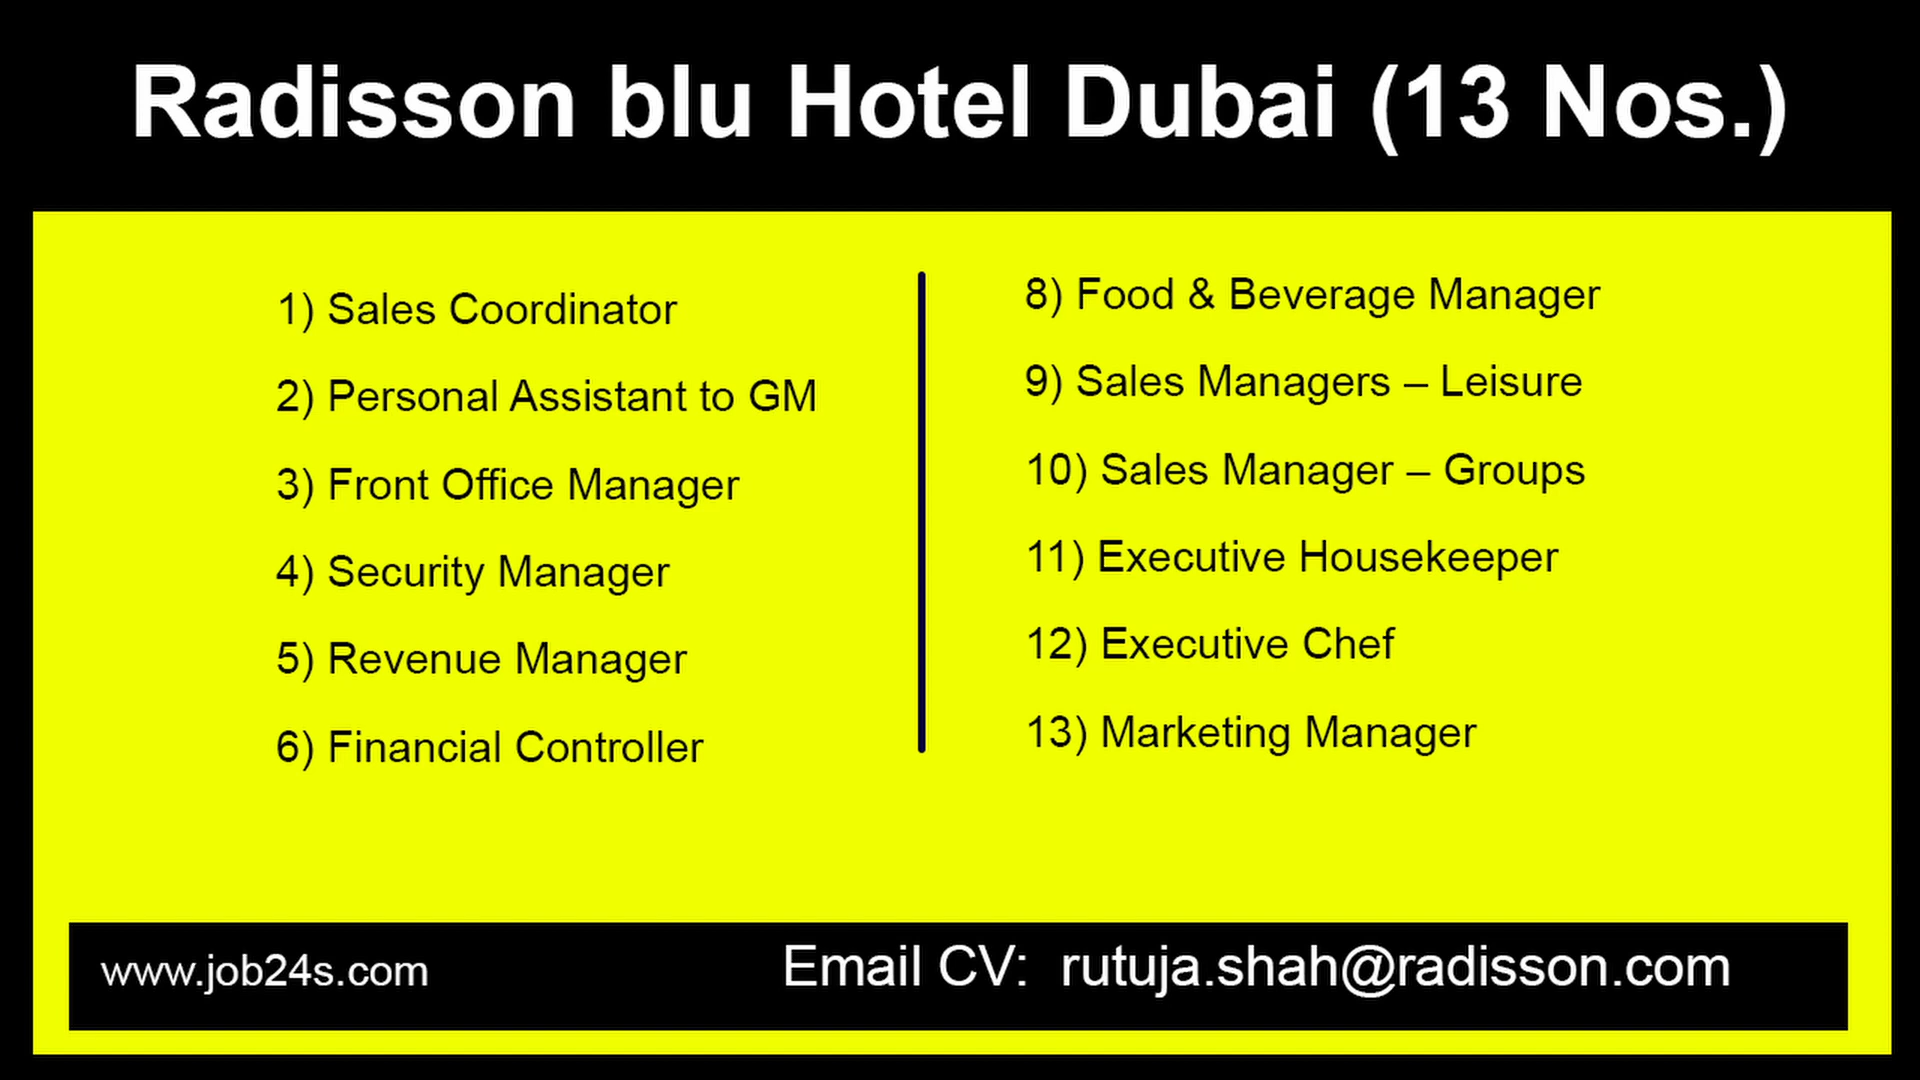 Radisson blu Hotel Dubai (13 Nos.)
1) Sales Coordinator
2) Personal Assistant to GM
3) Front Office Manager
4) Security Manager
5) Revenue Manager
6) Financial Controller
8) Food & Beverage Manager
9) Sales Managers – Leisure
10) Sales Manager – Groups
11) Executive Housekeeper
12) Executive Chef
13) Marketing Manager
www.job24s.com
Email CV: rutuja.shah@radisson.com